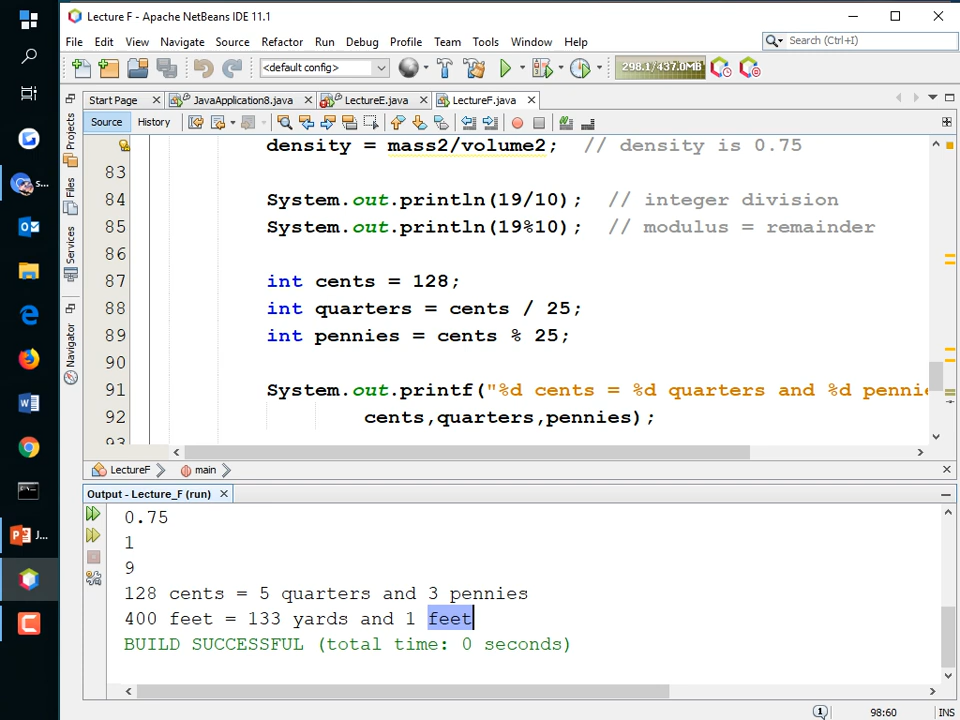 Lecture F - Apache NetBeans IDE 11.1
File Edit View Navigate Source Refactor Run Debug Profile Team Tools Window Help
Search (Ctrl+I)
<default config>
298.1/437.0MB
Start Page
JavaApplication8.java
LectureE.java
LectureF.java
Source
History
Projects
Files
Services
Navigator
s...
J...
density = mass2/volume2; // density is 0.75
83
84 System.out.println(19/10); // integer division
85 System.out.println(19%10); // modulus = remainder
86
87 int cents = 128;
88 int quarters = cents / 25;
89 int pennies = cents % 25;
90
91 System.out.printf("%d cents = %d quarters and %d pennie
92 cents,quarters,pennies);
93
LectureF
main
Output - Lecture_F (run)
0.75
1
9
128 cents = 5 quarters and 3 pennies
400 feet = 133 yards and 1 feet
BUILD SUCCESSFUL (total time: 0 seconds)
1
98:60
INS